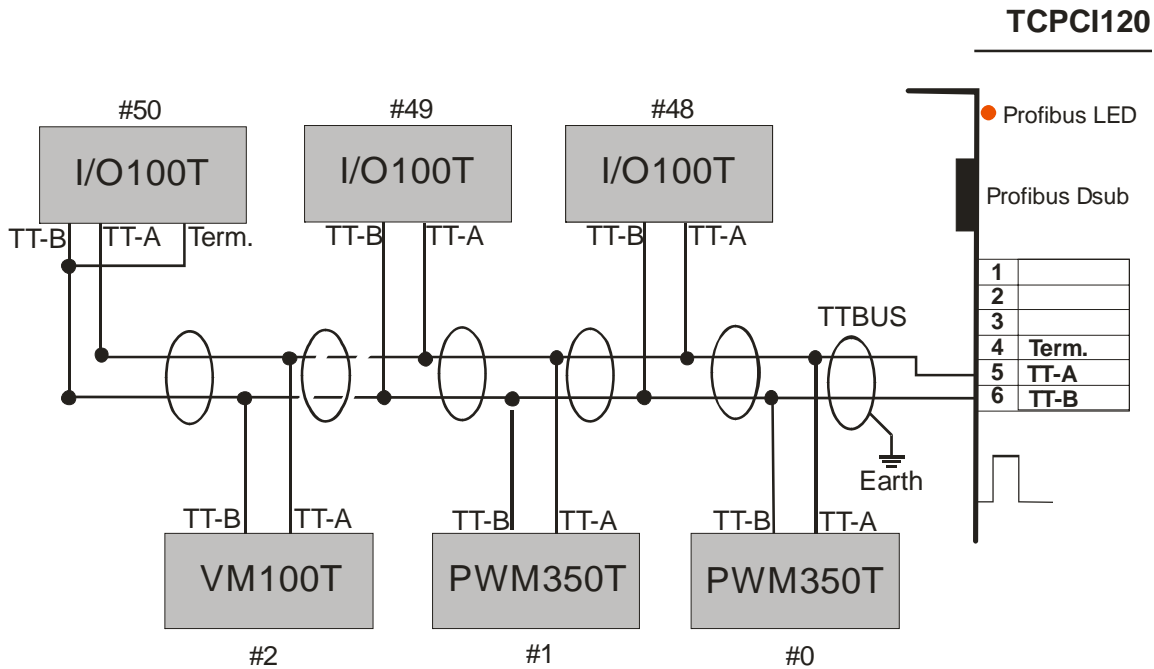 TCPCI120
#50
#49
#48
Profibus LED
I/O100T
I/O100T
I/O100T
Profibus Dsub
TT-B
TT-A
Term.
TT-B
TT-A
TT-B
TT-A
1
2
3
TTBUS
4 Term.
5 TT-A
6 TT-B
Earth
TT-B
TT-A
TT-B
TT-A
TT-B
TT-A
VM100T
PWM350T
PWM350T
#2
#1
#0